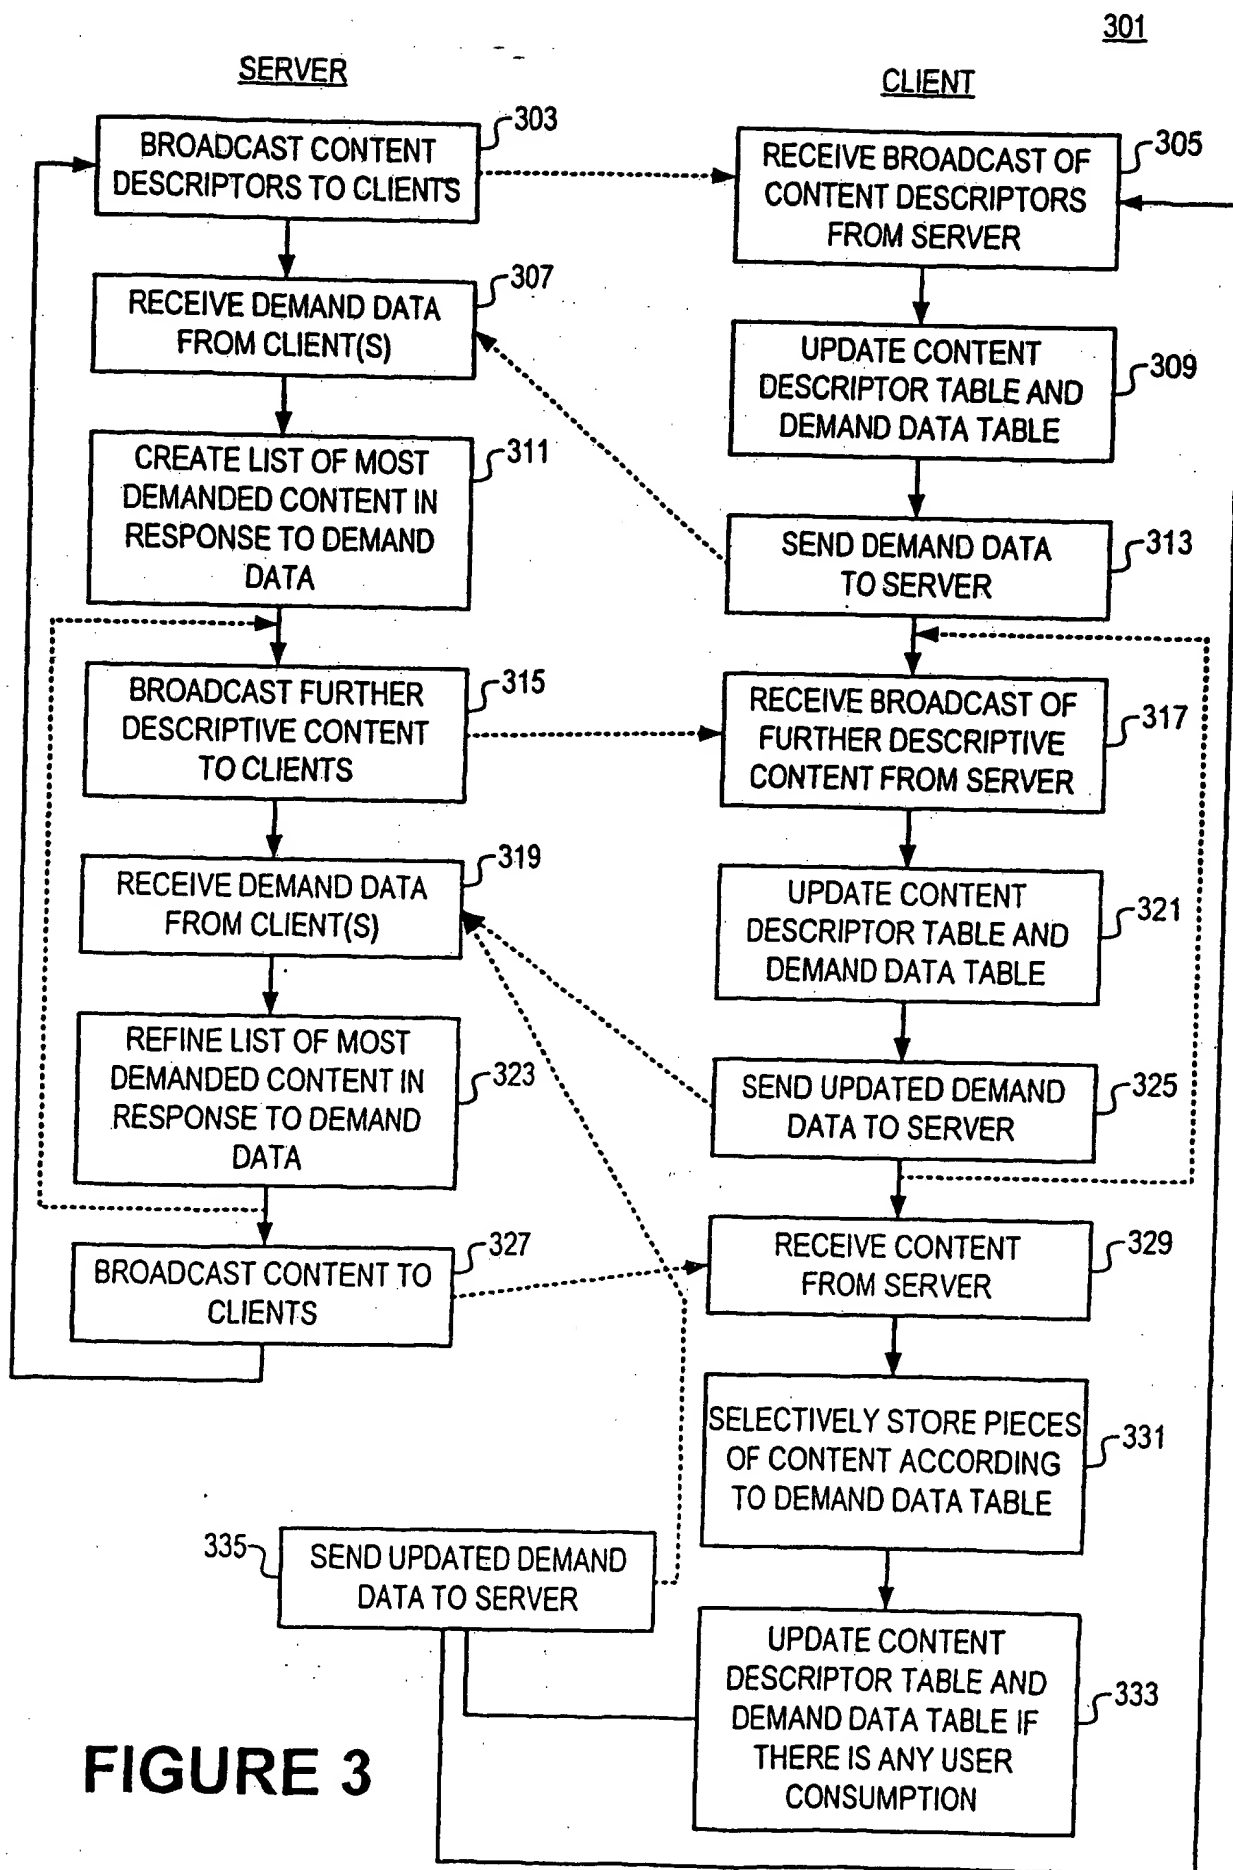 301
SERVER
CLIENT
303
BROADCAST CONTENT
DESCRIPTORS TO CLIENTS
305
RECEIVE BROADCAST OF
CONTENT DESCRIPTORS
FROM SERVER
307
RECEIVE DEMAND DATA
FROM CLIENT(S)
309
UPDATE CONTENT
DESCRIPTOR TABLE AND
DEMAND DATA TABLE
311
CREATE LIST OF MOST
DEMANDED CONTENT IN
RESPONSE TO DEMAND
DATA
313
SEND DEMAND DATA
TO SERVER
315
BROADCAST FURTHER
DESCRIPTIVE CONTENT
TO CLIENTS
317
RECEIVE BROADCAST OF
FURTHER DESCRIPTIVE
CONTENT FROM SERVER
319
RECEIVE DEMAND DATA
FROM CLIENT(S)
321
UPDATE CONTENT
DESCRIPTOR TABLE AND
DEMAND DATA TABLE
323
REFINE LIST OF MOST
DEMANDED CONTENT IN
RESPONSE TO DEMAND
DATA
325
SEND UPDATED DEMAND
DATA TO SERVER
327
BROADCAST CONTENT TO
CLIENTS
329
RECEIVE CONTENT
FROM SERVER
331
SELECTIVELY STORE PIECES
OF CONTENT ACCORDING
TO DEMAND DATA TABLE
335
SEND UPDATED DEMAND
DATA TO SERVER
333
UPDATE CONTENT
DESCRIPTOR TABLE AND
DEMAND DATA TABLE IF
THERE IS ANY USER
CONSUMPTION
FIGURE 3